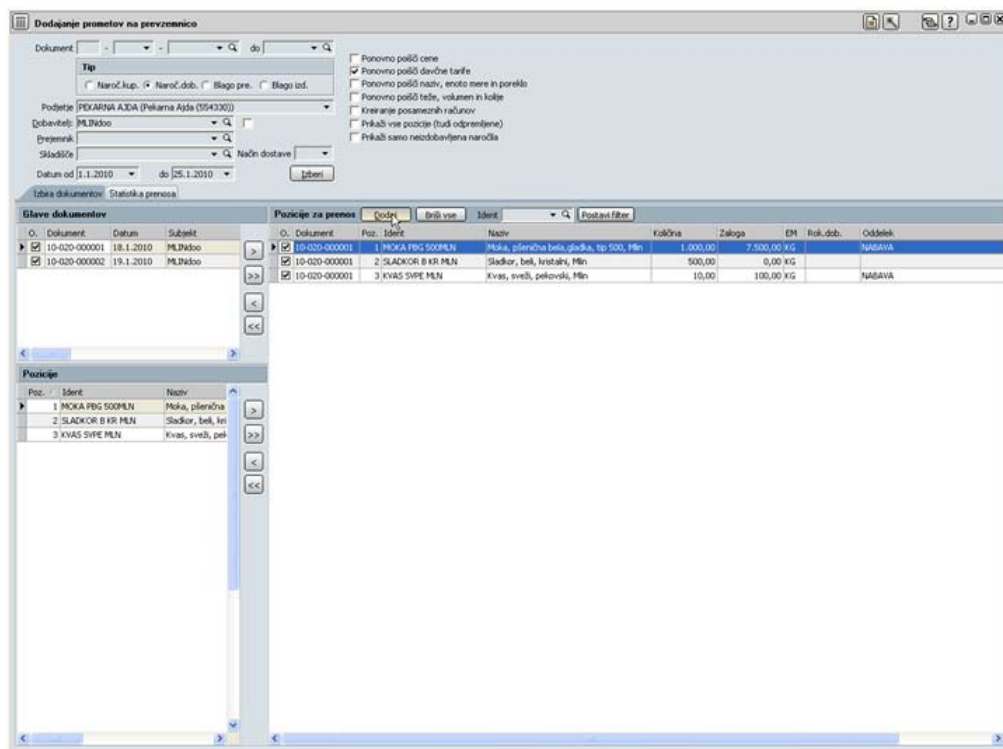 Dodajanje prometov na prevzemnico
Dokument - - do
Tip
Naroč.kup. Naroč.dob. Blago pre. Blago izd.
Podjetje PEKARNA AJDA (Pekarna Ajda (554330))
Dobavitelj MLINdoo
Prejemnik
Skladišče Način dostave
Datum od 1.1.2010 do 25.1.2010 Izberi
Ponovno poišči cene
Ponovno poišči davčne tarife
Ponovno poišči naziv, enoto mere in poreklo
Ponovno poišči teže, volumen in kolije
Kreiranje posameznih računov
Prikaži vse pozicije (tudi odpremljene)
Prikaži samo neizdobavljena naročila
Izbira dokumentov Statistika prenosa
Glave dokumentov
O. Dokument Datum Subjekt
10-020-000001 18.1.2010 MLINdoo
10-020-000002 19.1.2010 MLINdoo
>
>>
<
<<
Pozicije
Poz. Ident Naziv
1 MOKA PBG 500MLN Moka, pšenična
2 SLADKOR B KR MLN Sladkor, beli, kri
3 KVAS SVPE MLN Kvas, sveži, pek
>
>>
<
<<
Pozicije za prenos Dodaj Briši vse Ident Postavi filter
O. Dokument Poz. Ident Naziv Količina Zaloga EM Rok.dob. Oddelek
10-020-000001 1 MOKA PBG 500MLN Moka, pšenična bela,gladka, tip 500, Mlin 1.000,00 7.500,00 KG NABAVA
10-020-000001 2 SLADKOR B KR MLN Sladkor, beli, kristalni, Mlin 500,00 0,00 KG
10-020-000001 3 KVAS SVPE MLN Kvas, sveži, pekovski, Mlin 10,00 100,00 KG NABAVA